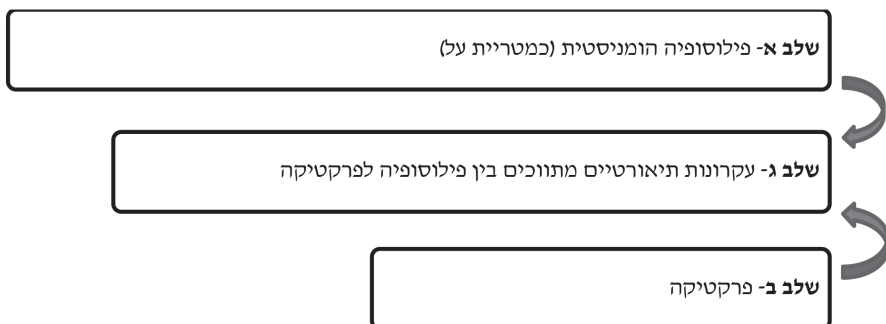 שלב א- פילוסופיה הומניסטית (כמטריית על)
שלב ג- עקרונות תיאורטיים מתווכים בין פילוסופיה לפרקטיקה
שלב ב- פרקטיקה